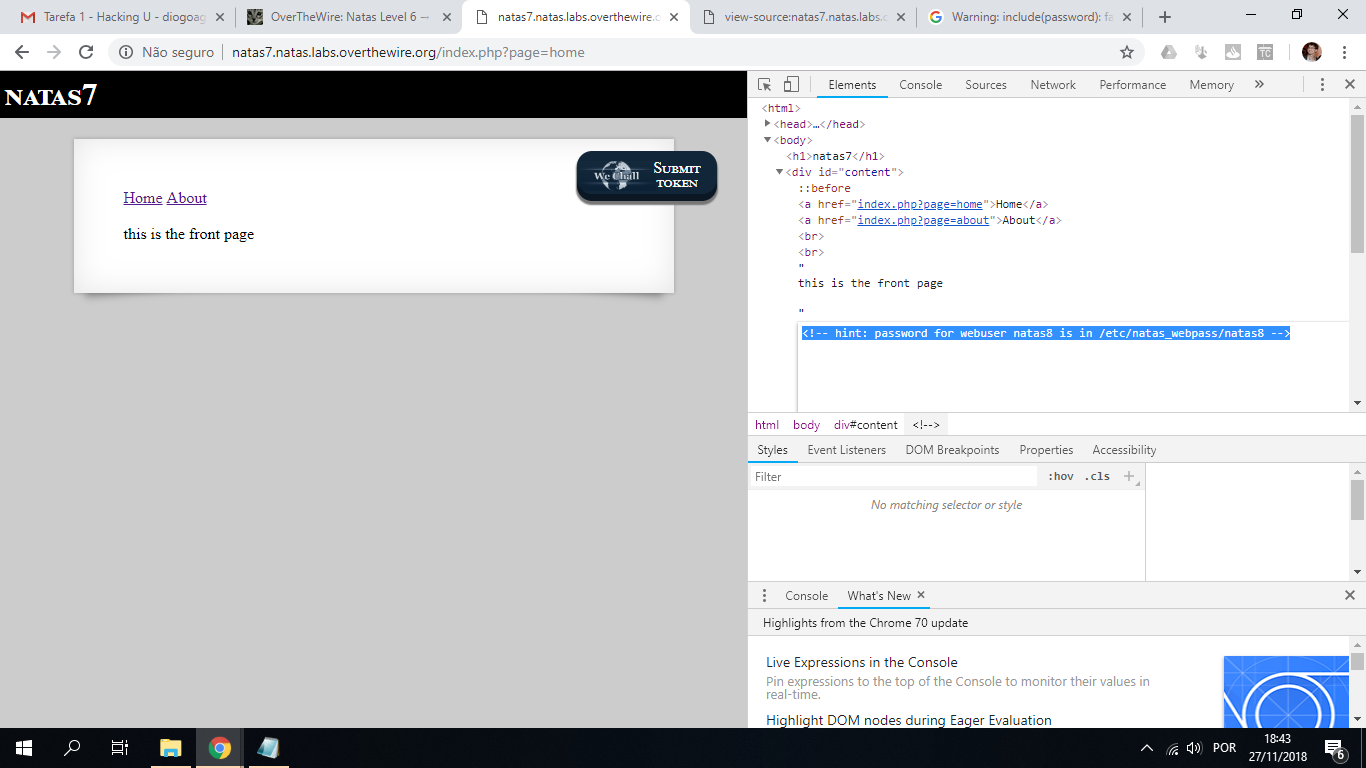 Tarefa 1 - Hacking U - diogoag
OverTheWire: Natas Level 6 —
natas7.natas.labs.overthewire.o
view-source:natas7.natas.labs.o
Warning: include(password): fa
Não seguro
natas7.natas.labs.overthewire.org/index.php?page=home
NATAS7
We Chall
SUBMIT
TOKEN
Home About
this is the front page
Elements Console Sources Network Performance Memory »
<html>
<head>…</head>
<body>
<h1>natas7</h1>
<div id="content">
::before
<a href="index.php?page=home">Home</a>
<a href="index.php?page=about">About</a>
<br>
<br>
"
this is the front page
"
<!-- hint: password for webuser natas8 is in /etc/natas_webpass/natas8 -->
html body div#content <!-->
Styles Event Listeners DOM Breakpoints Properties Accessibility
Filter :hov .cls +
No matching selector or style
Console What's New ×
Highlights from the Chrome 70 update
Live Expressions in the Console
Pin expressions to the top of the Console to monitor their values in
real-time.
Highlight DOM nodes during Eager Evaluation
TC
POR
18:43
27/11/2018
6